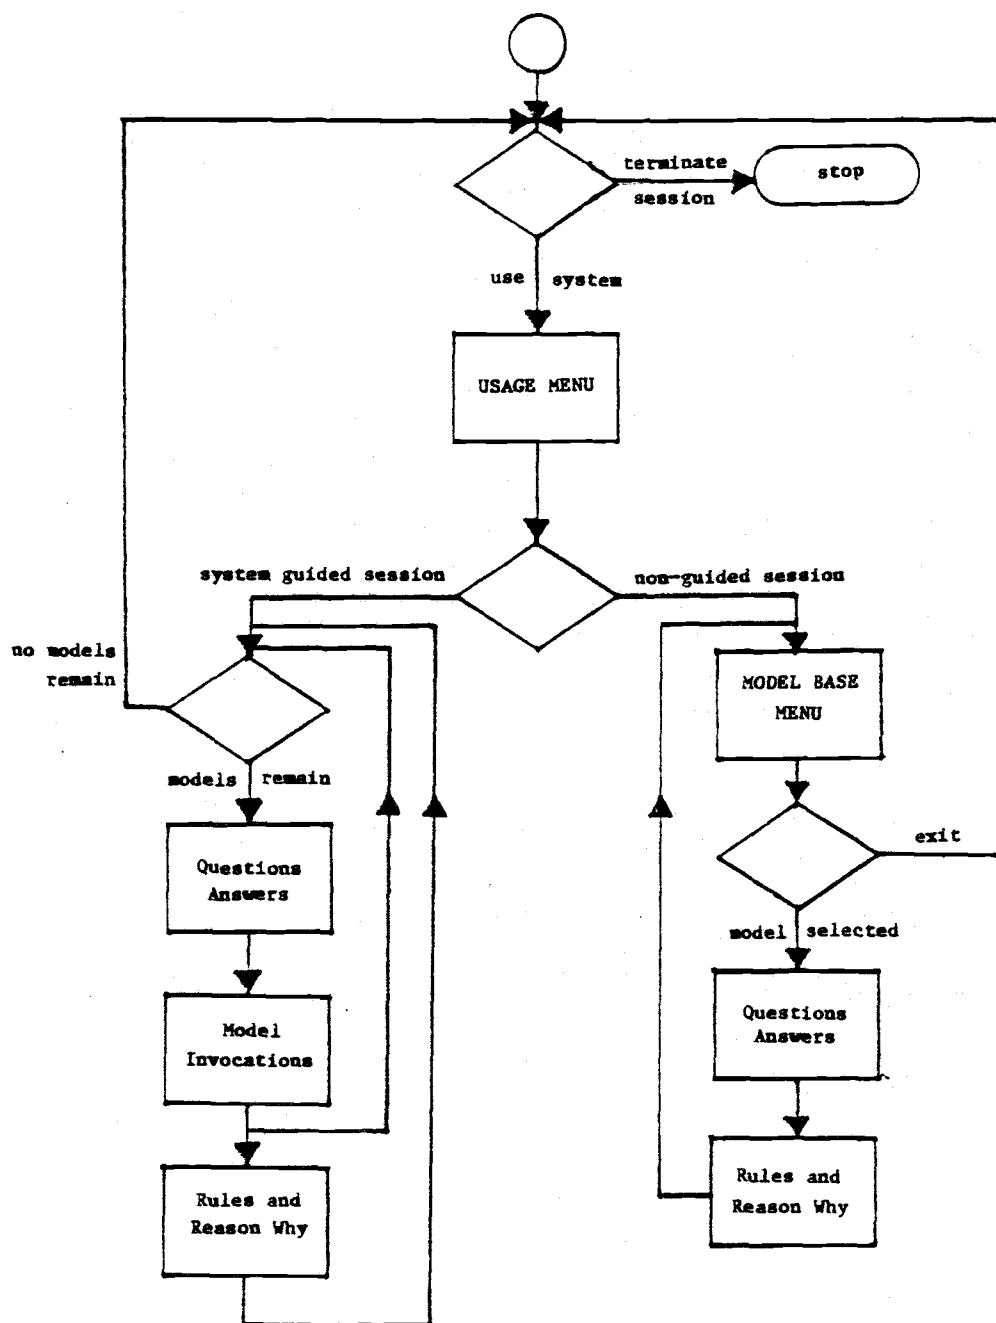 terminate
stop
session
use system
USAGE MENU
system guided session
non-guided session
no models
remain
MODEL BASE
MENU
models remain
exit
Questions
Answers
model selected
Model
Invocations
Questions
Answers
Rules and
Reason Why
Rules and
Reason Why